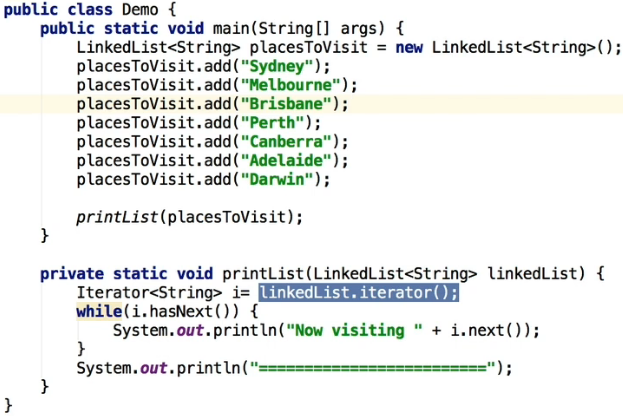 public class Demo {
    public static void main(String[] args) {
        LinkedList<String> placesToVisit = new LinkedList<String>();
        placesToVisit.add("Sydney");
        placesToVisit.add("Melbourne");
        placesToVisit.add("Brisbane");
        placesToVisit.add("Perth");
        placesToVisit.add("Canberra");
        placesToVisit.add("Adelaide");
        placesToVisit.add("Darwin");

        printList(placesToVisit);
    }

    private static void printList(LinkedList<String> linkedList) {
        Iterator<String> i= linkedList.iterator();
        while(i.hasNext()) {
            System.out.println("Now visiting " + i.next());
        }
        System.out.println("=========================");
    }
}